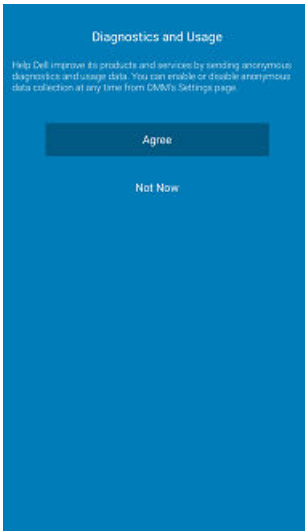 Diagnostics and Usage
Help Dell improve its products and services by sending anonymous
diagnostics and usage data. You can enable or disable anonymous
data collection at any time from DMM's Settings page.
Agree
Not Now